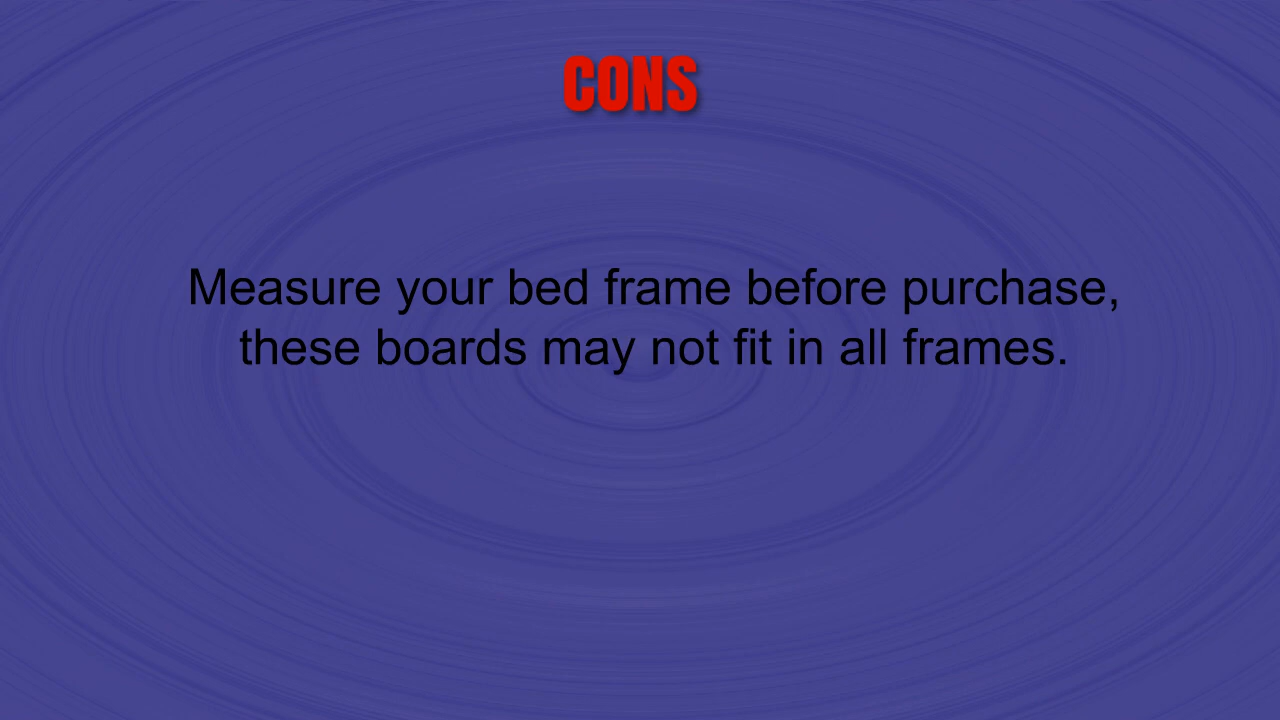 CONS
Measure your bed frame before purchase,
these boards may not fit in all frames.